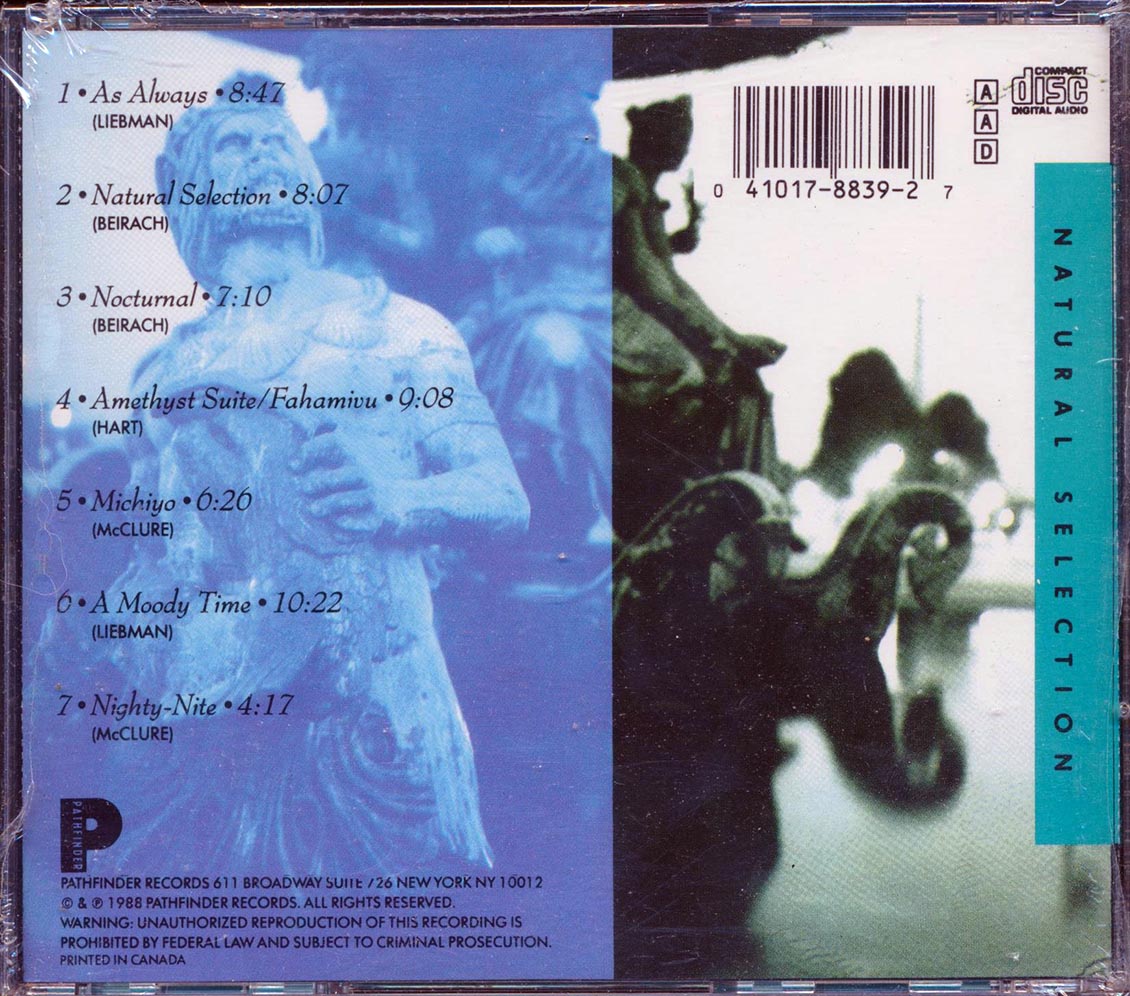 1 • As Always • 8:47
(LIEBMAN)
2 • Natural Selection • 8:07
(BEIRACH)
3 • Nocturnal • 7:10
(BEIRACH)
4 • Amethyst Suite/Fahamivu • 9:08
(HART)
5 • Michiyo • 6:26
(McCLURE)
6 • A Moody Time • 10:22
(LIEBMAN)
7 • Nighty-Nite • 4:17
(McCLURE)
P PATHFINDER
PATHFINDER RECORDS 611 BROADWAY SUITE 726 NEW YORK NY 10012
© & ℗ 1988 PATHFINDER RECORDS. ALL RIGHTS RESERVED.
WARNING: UNAUTHORIZED REPRODUCTION OF THIS RECORDING IS
PROHIBITED BY FEDERAL LAW AND SUBJECT TO CRIMINAL PROSECUTION.
PRINTED IN CANADA
0 41017-8839-2 7
A
A
D
COMPACT
disc
DIGITAL AUDIO
NATURAL SELECTION